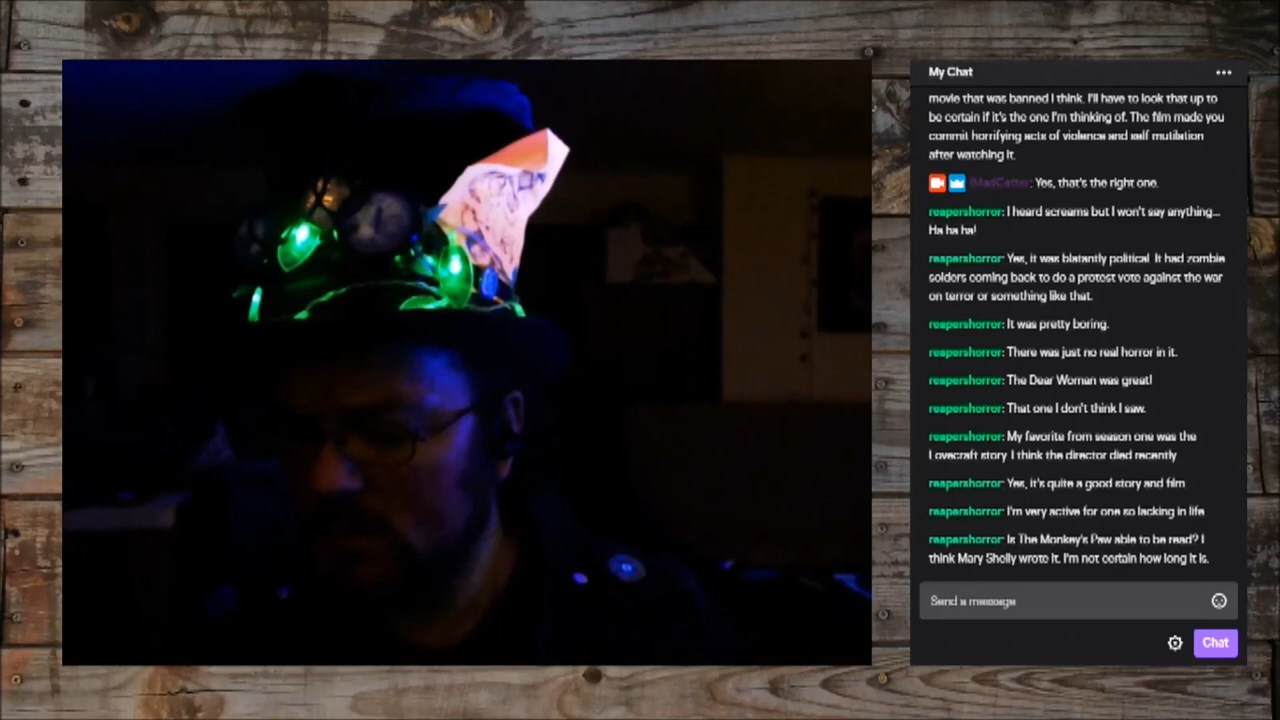 My Chat
movie that was banned I think. I'll have to look that up to
be certain if it's the one I'm thinking of. The film made you
commit horrifying acts of violence and self mutilation
after watching it.
IMadCatter: Yes, that's the right one.
reapershorror: I heard screams but I won't say anything...
Ha ha ha!
reapershorror: Yes, it was blatantly political. It had zombie
solders coming back to do a protest vote against the war
on terror or something like that.
reapershorror: It was pretty boring.
reapershorror: There was just no real horror in it.
reapershorror: The Dear Woman was great!
reapershorror: That one I don't think I saw.
reapershorror: My favorite from season one was the
Lovecraft story. I think the director died recently
reapershorror: Yes, it's quite a good story and film
reapershorror: I'm very active for one so lacking in life
reapershorror: Is The Monkey's Paw able to be read? I
think Mary Shelly wrote it. I'm not certain how long it is.
Send a message
Chat